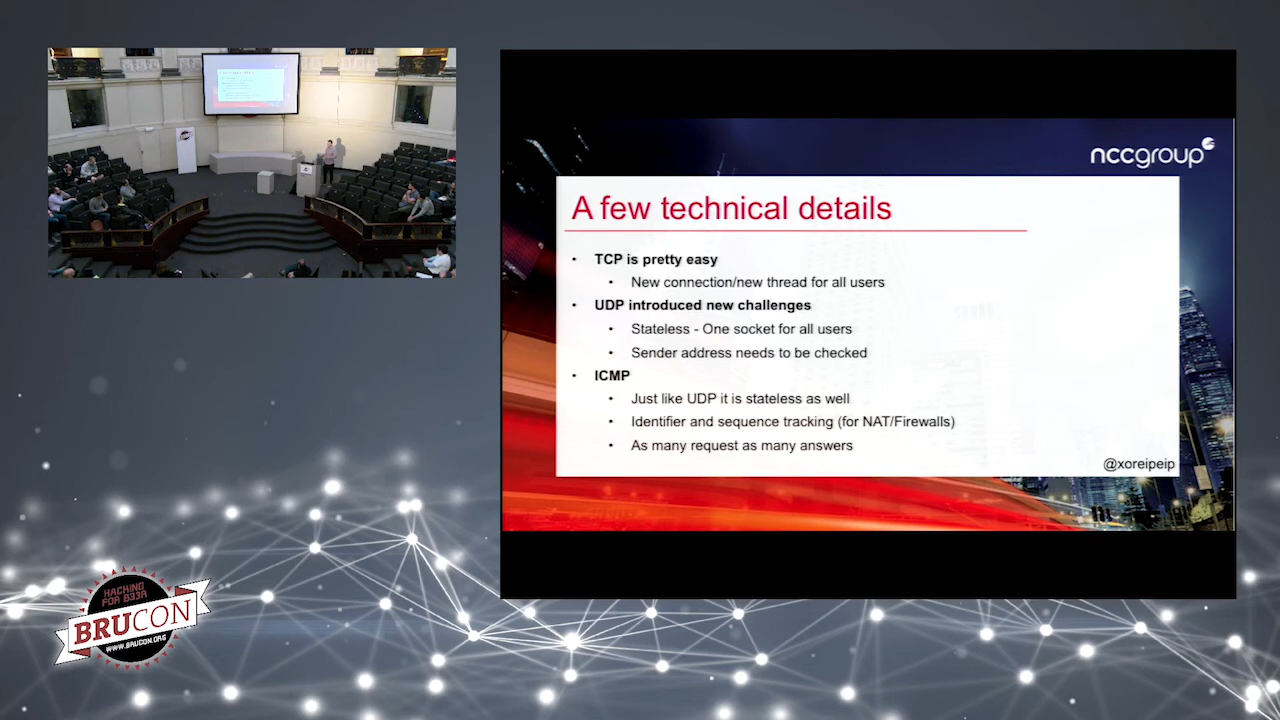 nccgroup
A few technical details
• TCP is pretty easy
• New connection/new thread for all users
• UDP introduced new challenges
• Stateless - One socket for all users
• Sender address needs to be checked
• ICMP
• Just like UDP it is stateless as well
• Identifier and sequence tracking (for NAT/Firewalls)
• As many request as many answers
@xoreipeip
HACKING
FOR B33R
BRUCON
WWW.BRUCON.ORG